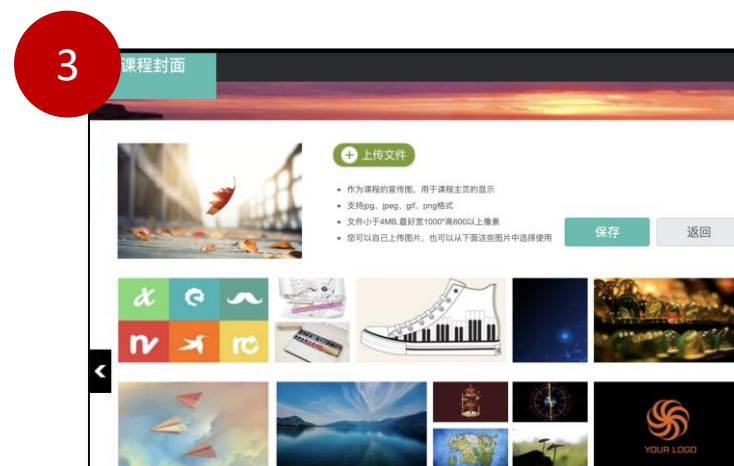 3
课程封面
上传文件
作为课程的宣传图，用于课程主页的显示
支持jpg、jpeg、gif、png格式
文件小于4MB,最好宽1000*高600以上像素
您可以自己上传图片，也可以从下面这些图片中选择使用
保存
返回
YOUR LOGO